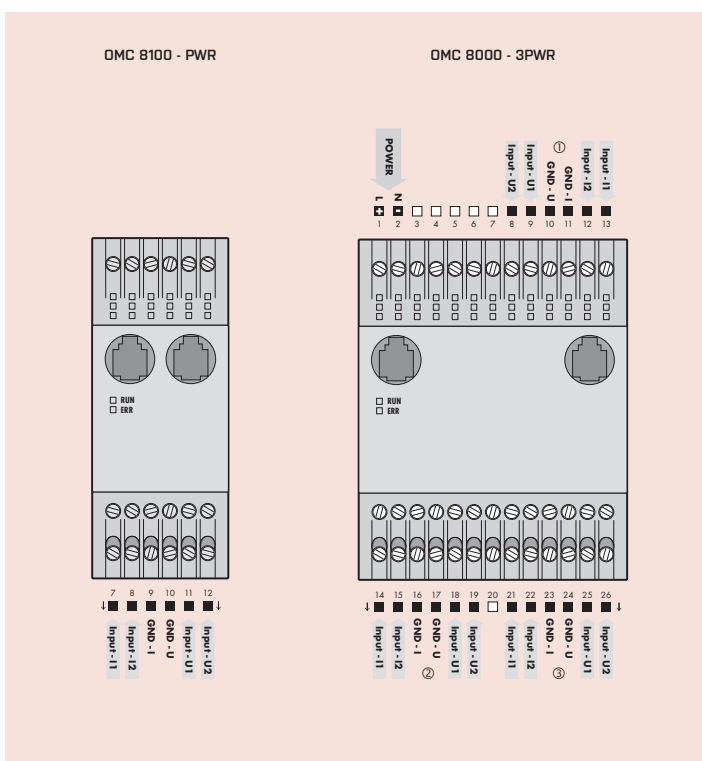 OMC 8100 - PWR
OMC 8000 - 3PWR
POWER
L N
+ -
Input - U2 Input - U1 GND - U GND - I Input - I2 Input - I1
①
1 2 3 4 5 6 7 8 9 10 11 12 13
RUN
ERR
RUN
ERR
7 8 9 10 11 12
↓ ↓
Input - I1 Input - I2 GND - I GND - U Input - U1 Input - U2
14 15 16 17 18 19 20 21 22 23 24 25 26
↓ ↓
Input - I1 Input - I2 GND - I GND - U Input - U1 Input - U2 Input - I1 Input - I2 GND - I GND - U Input - U1 Input - U2
② ③